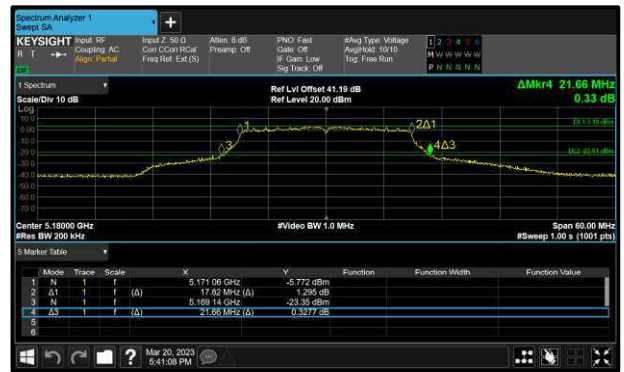 Spectrum Analyzer 1
Swept SA
+
KEYSIGHT Input: RF Input Z: 50 Ω Atten: 6 dB PNO: Fast #Avg Type: Voltage 1 2 3 4 5 6
R T Coupling: AC Corr CCorr RCal Preamp: Off Gate: Off Avg|Hold: 10/10 M W W W W W
Align: Partial Freq Ref: Ext (S) IF Gain: Low Trig: Free Run P N N N N N
Sig Track: Off
1 Spectrum
Ref Lvl Offset 41.19 dB ΔMkr4 21.66 MHz
Scale/Div 10 dB Ref Level 20.00 dBm 0.33 dB
Log
10.0
0.00
-10.0
-20.0
-30.0
-40.0
-50.0
-60.0
-70.0
1
2Δ1
3
4Δ3
DL1 3.19 dBm
DL2 -22.81 dBm
Center 5.18000 GHz #Video BW 1.0 MHz Span 60.00 MHz
#Res BW 200 kHz #Sweep 1.00 s (1001 pts)
5 Marker Table
Mode Trace Scale X Y Function Function Width Function Value
1 N 1 f 5.171 06 GHz -5.772 dBm
2 Δ1 1 f (Δ) 17.82 MHz (Δ) 1.295 dB
3 N 1 f 5.169 14 GHz -23.35 dBm
4 Δ3 1 f (Δ) 21.66 MHz (Δ) 0.3277 dB
5
6
?
Mar 20, 2023
5:41:08 PM